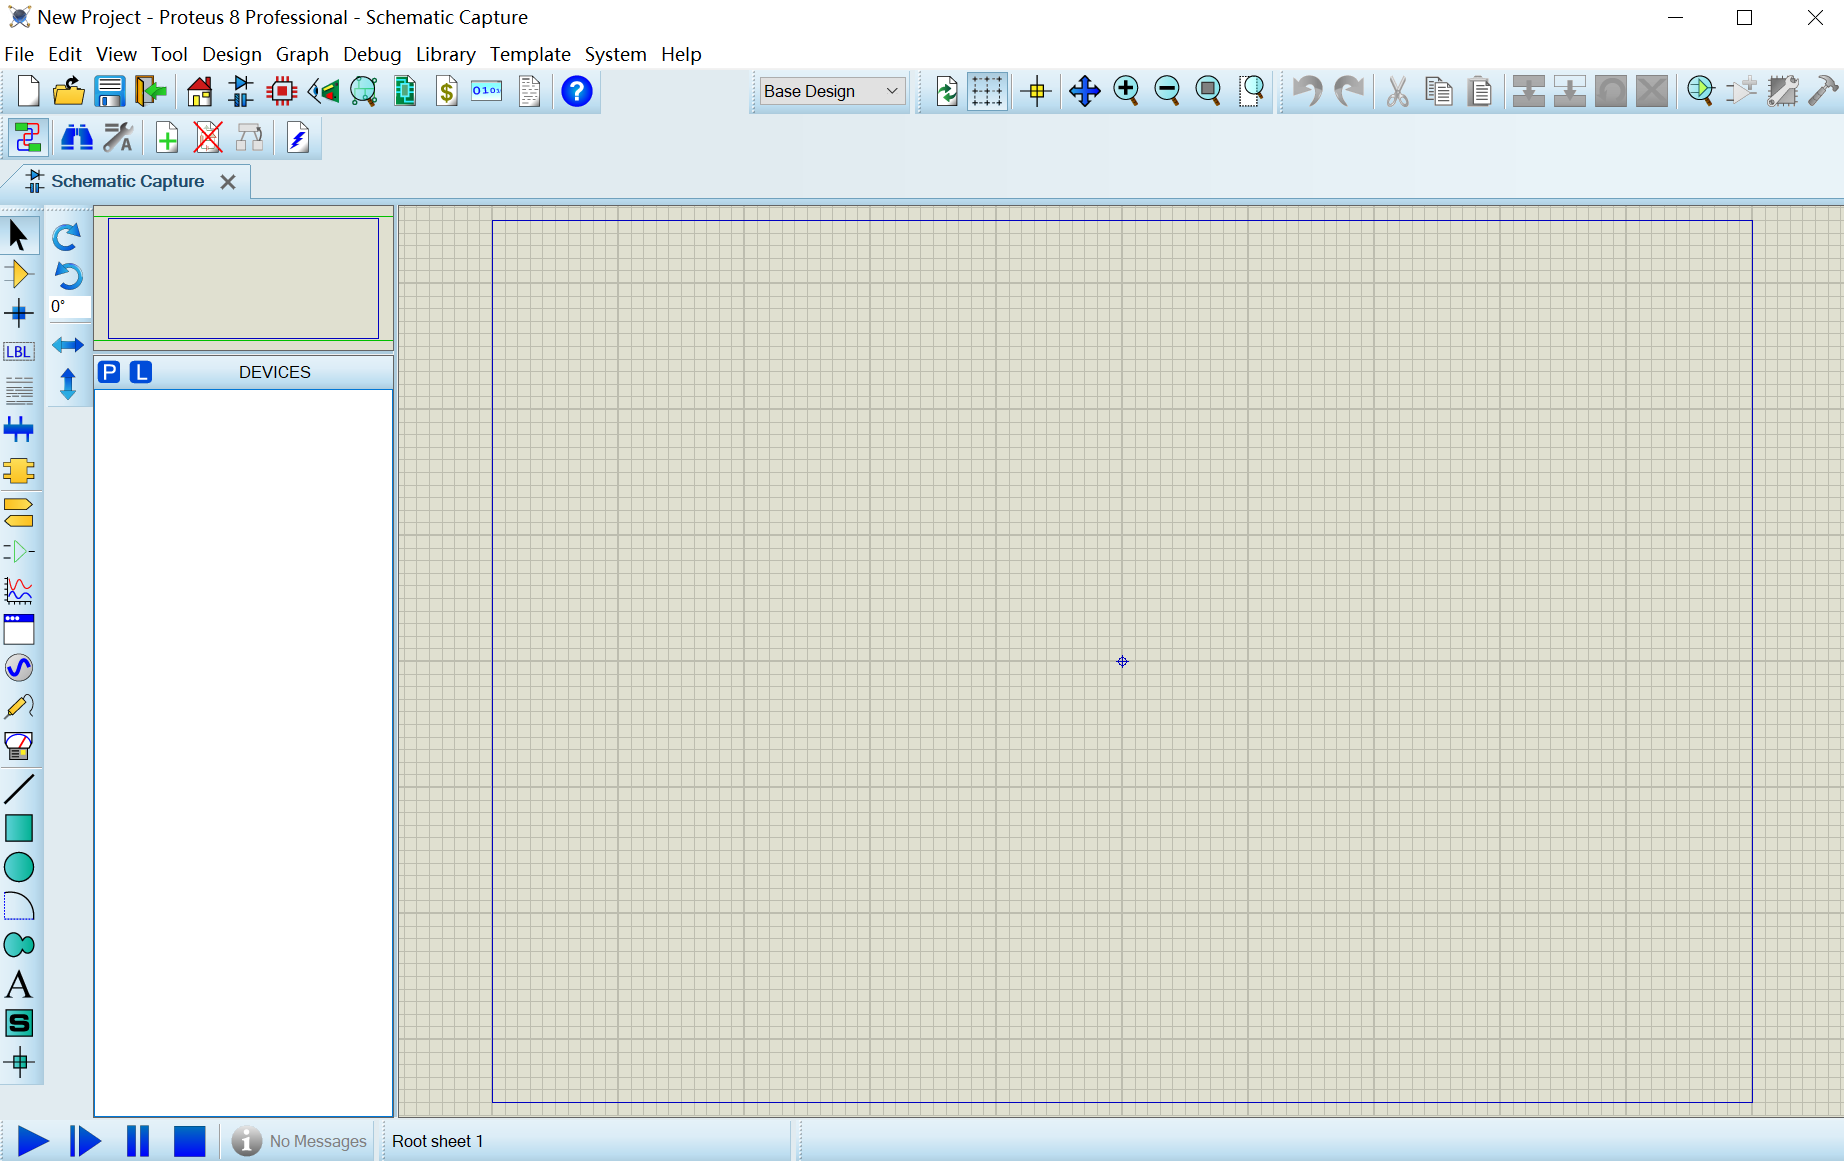 New Project - Proteus 8 Professional - Schematic Capture
File Edit View Tool Design Graph Debug Library Template System Help
$ 0101 ? Base Design
A
Schematic Capture
0°
LBL
P L DEVICES
A
S
i No Messages Root sheet 1